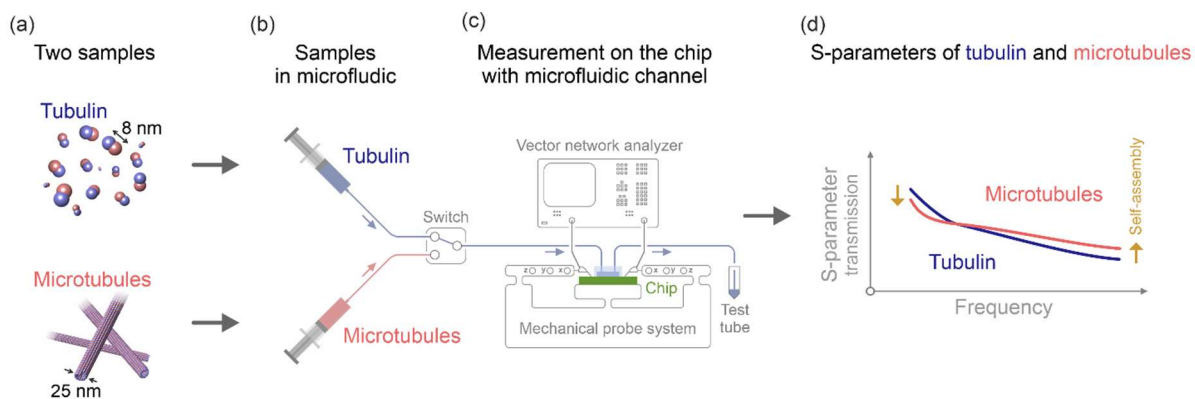 (a)
Two samples
Tubulin
8 nm
Microtubules
25 nm
(b)
Samples
in microfludic
Tubulin
Switch
Microtubules
(c)
Measurement on the chip
with microfluidic channel
Vector network analyzer
z y x
x y z
Chip
Mechanical probe system
Test
tube
(d)
S-parameters of tubulin and microtubules
S-parameter
transmission
Microtubules
Tubulin
Self-assembly
Frequency